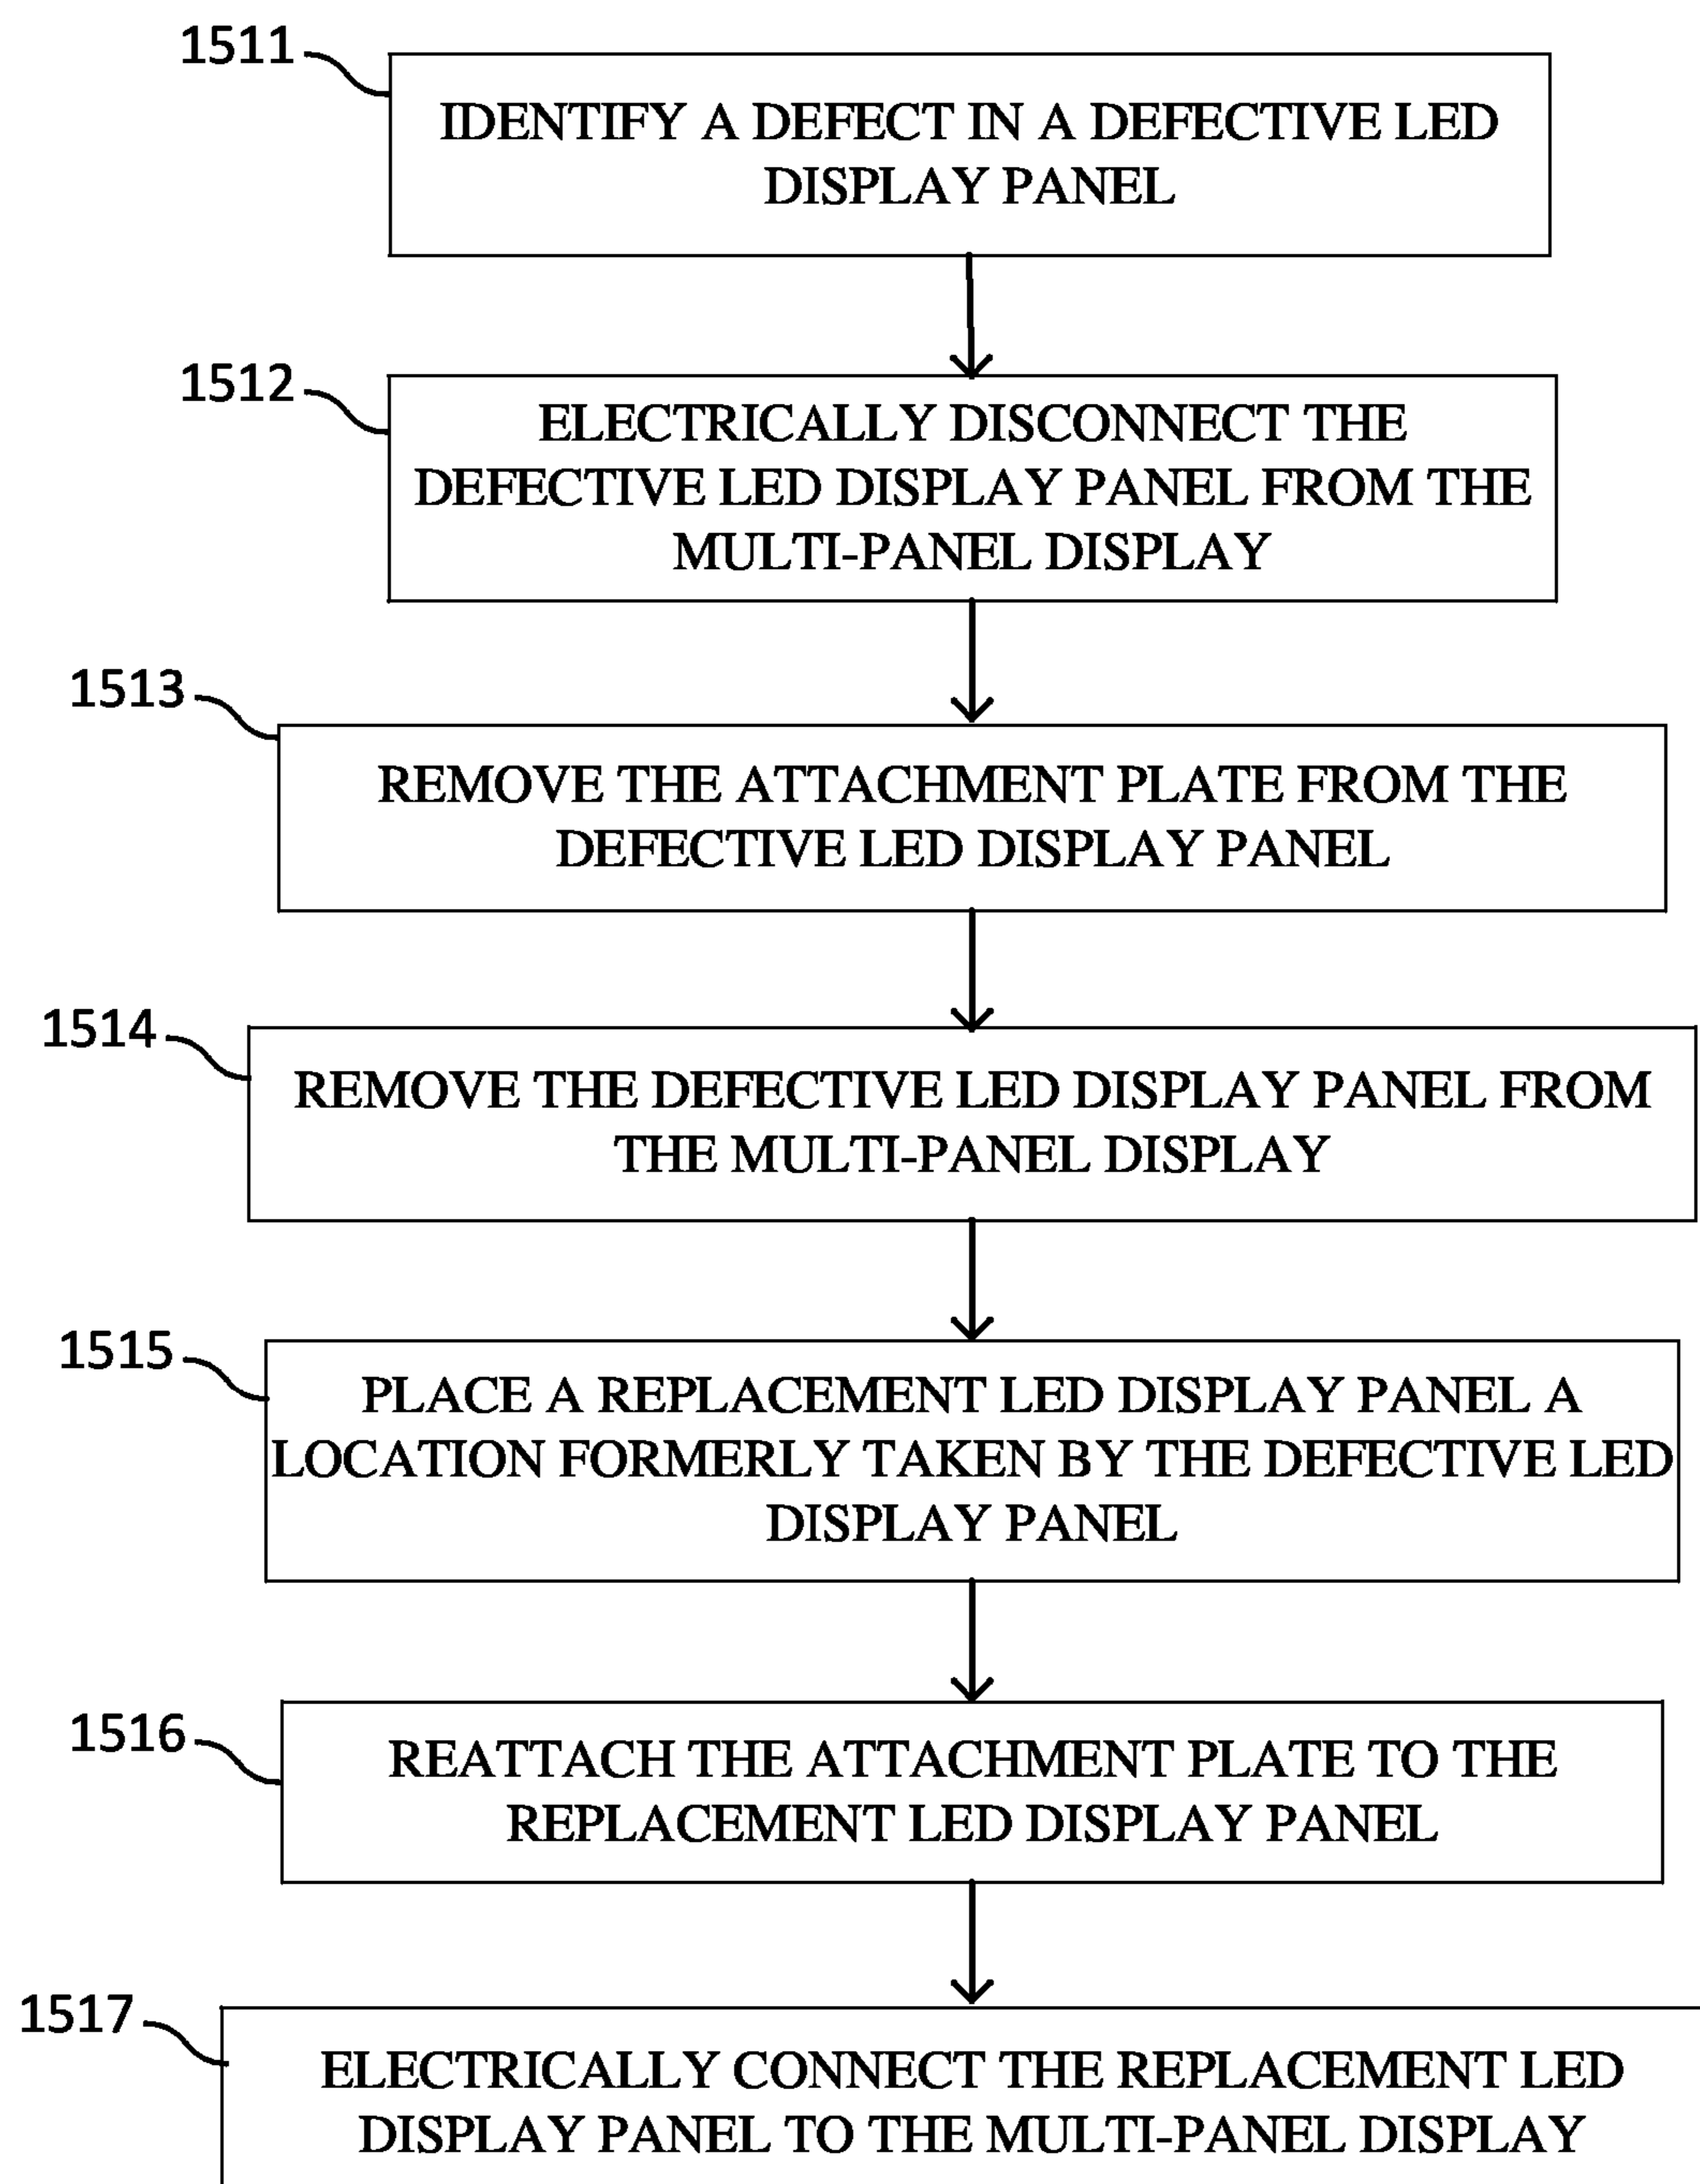 1511
IDENTIFY A DEFECT IN A DEFECTIVE LED
DISPLAY PANEL
1512
ELECTRICALLY DISCONNECT THE
DEFECTIVE LED DISPLAY PANEL FROM THE
MULTI-PANEL DISPLAY
1513
REMOVE THE ATTACHMENT PLATE FROM THE
DEFECTIVE LED DISPLAY PANEL
1514
REMOVE THE DEFECTIVE LED DISPLAY PANEL FROM
THE MULTI-PANEL DISPLAY
1515
PLACE A REPLACEMENT LED DISPLAY PANEL A
LOCATION FORMERLY TAKEN BY THE DEFECTIVE LED
DISPLAY PANEL
1516
REATTACH THE ATTACHMENT PLATE TO THE
REPLACEMENT LED DISPLAY PANEL
1517
ELECTRICALLY CONNECT THE REPLACEMENT LED
DISPLAY PANEL TO THE MULTI-PANEL DISPLAY